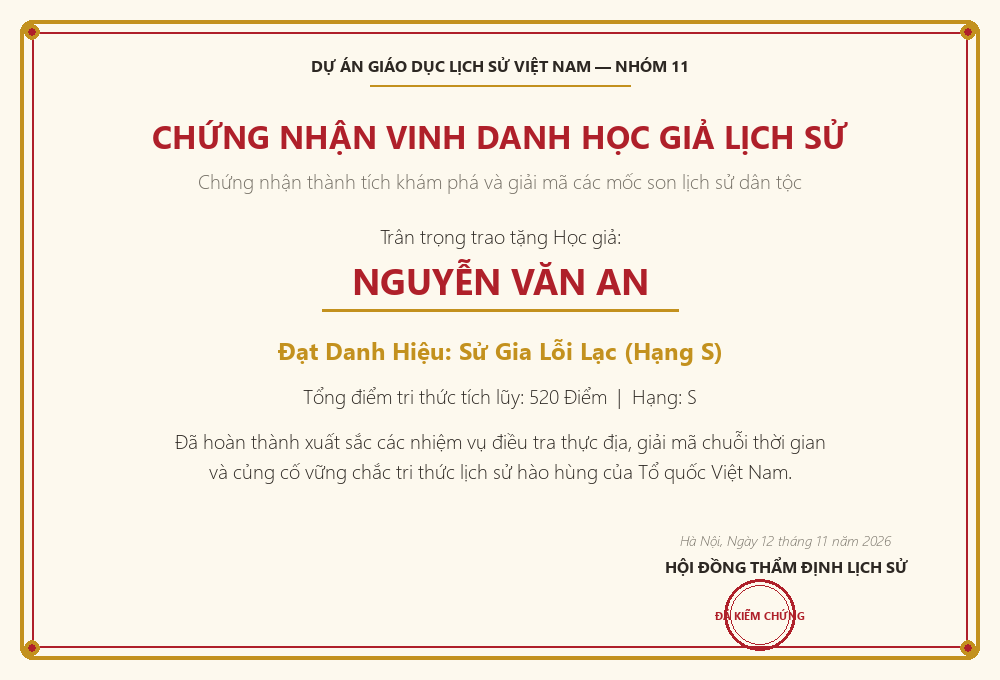 DỰ ÁN GIÁO DỤC LỊCH SỬ VIỆT NAM — NHÓM 11
CHỨNG NHẬN VINH DANH HỌC GIẢ LỊCH SỬ
Chứng nhận thành tích khám phá và giải mã các mốc son lịch sử dân tộc
Trân trọng trao tặng Học giả:
NGUYỄN VĂN AN
Đạt Danh Hiệu: Sử Gia Lỗi Lạc (Hạng S)
Tổng điểm tri thức tích lũy: 520 Điểm | Hạng: S
Đã hoàn thành xuất sắc các nhiệm vụ điều tra thực địa, giải mã chuỗi thời gian
và củng cố vững chắc tri thức lịch sử hào hùng của Tổ quốc Việt Nam.
Hà Nội, Ngày 12 tháng 11 năm 2026
HỘI ĐỒNG THẨM ĐỊNH LỊCH SỬ
ĐÃ KIỂM CHỨNG